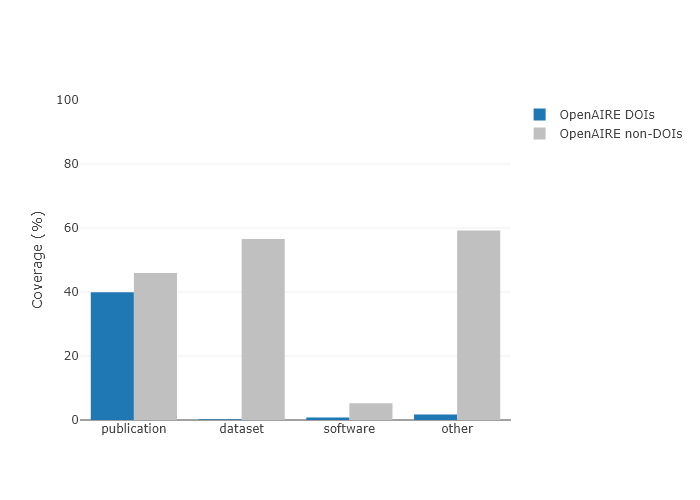 100
80
60
40
20
0
Coverage (%)
publication
dataset
software
other
OpenAIRE DOIs
OpenAIRE non-DOIs